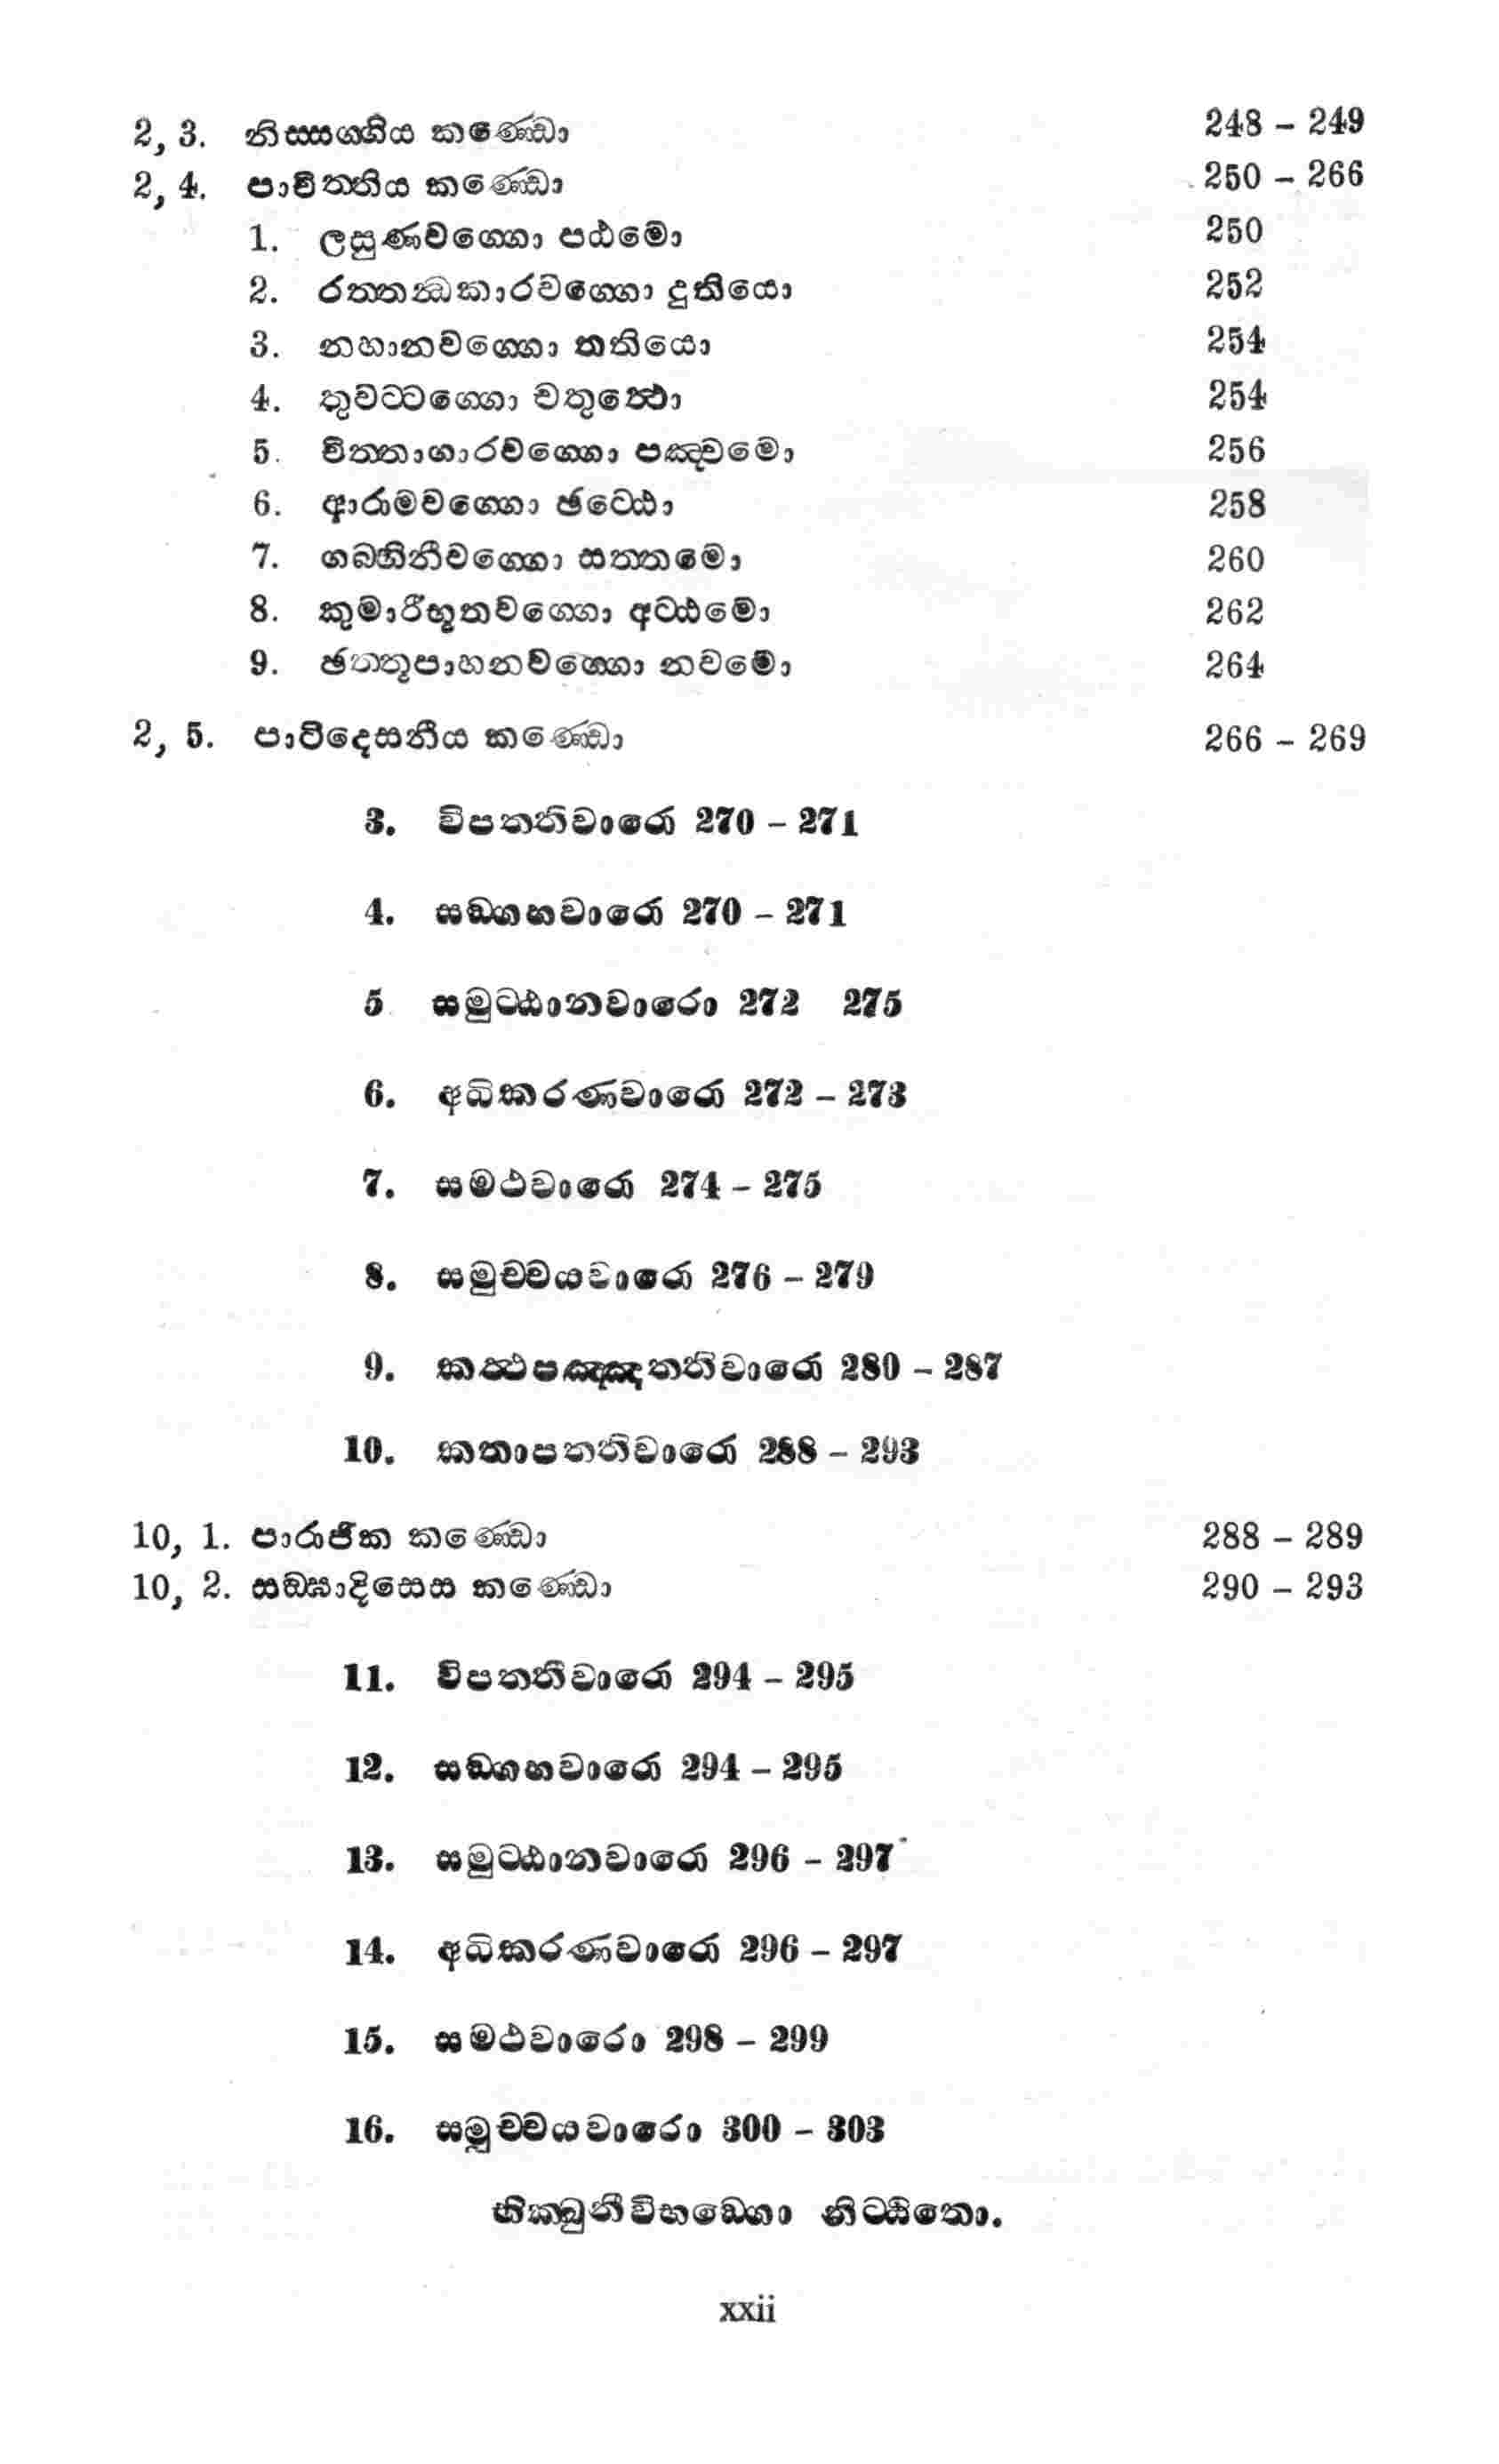 2, 3. නිස්සග්ගිය කණ්ඩො 248 – 249
2, 4. පාචිත්තිය කණ්ඩො 250 – 266
1. ලසුණවග්ගො පඨමො 250
2. රත්තන්ධකාරවග්ගො දුතියො 252
3. නහානවග්ගො තතියො 254
4. තුවට්ටග්ගො චතුත්ථො 254
5. චිත්තාගාරවග්ගො පඤ්චමො 256
6. ආරාමවග්ගො ඡට්ඨො 258
7. ගබ්භිනීවග්ගො සත්තමො 260
8. කුමාරීභූතවග්ගො අට්ඨමො 262
9. ඡත්තූපාහනවග්ගො නවමො 264
2, 5. පාටිදෙසනීය කණ්ඩො 266 – 269
3. විපත්තිවාරො 270 – 271
4. සඞ්ගහවාරො 270 – 271
5 සමුට්ඨානවාරො 272 275
6. අධිකරණවාරො 272 – 273
7. සමථවාරො 274 – 275
8. සමුච්චයවාරො 276 – 279
9. කත්ථපඤ්ඤත්තිවාරො 280 – 287
10. කතාපත්තිවාරො 288 – 293
10, 1. පාරාජික කණ්ඩො 288 – 289
10, 2. සඞ්ඝාදිසෙස කණ්ඩො 290 – 293
11. විපත්තිවාරො 294 – 295
12. සඞ්ගහවාරො 294 – 295
13. සමුට්ඨානවාරො 296 – 297
14. අධිකරණවාරො 296 – 297
15. සමථවාරො 298 – 299
16. සමූච්චයවාරො 300 – 303
භික්ඛුනීවිභඞ්ගො නිට්ඨිතො.
xxii